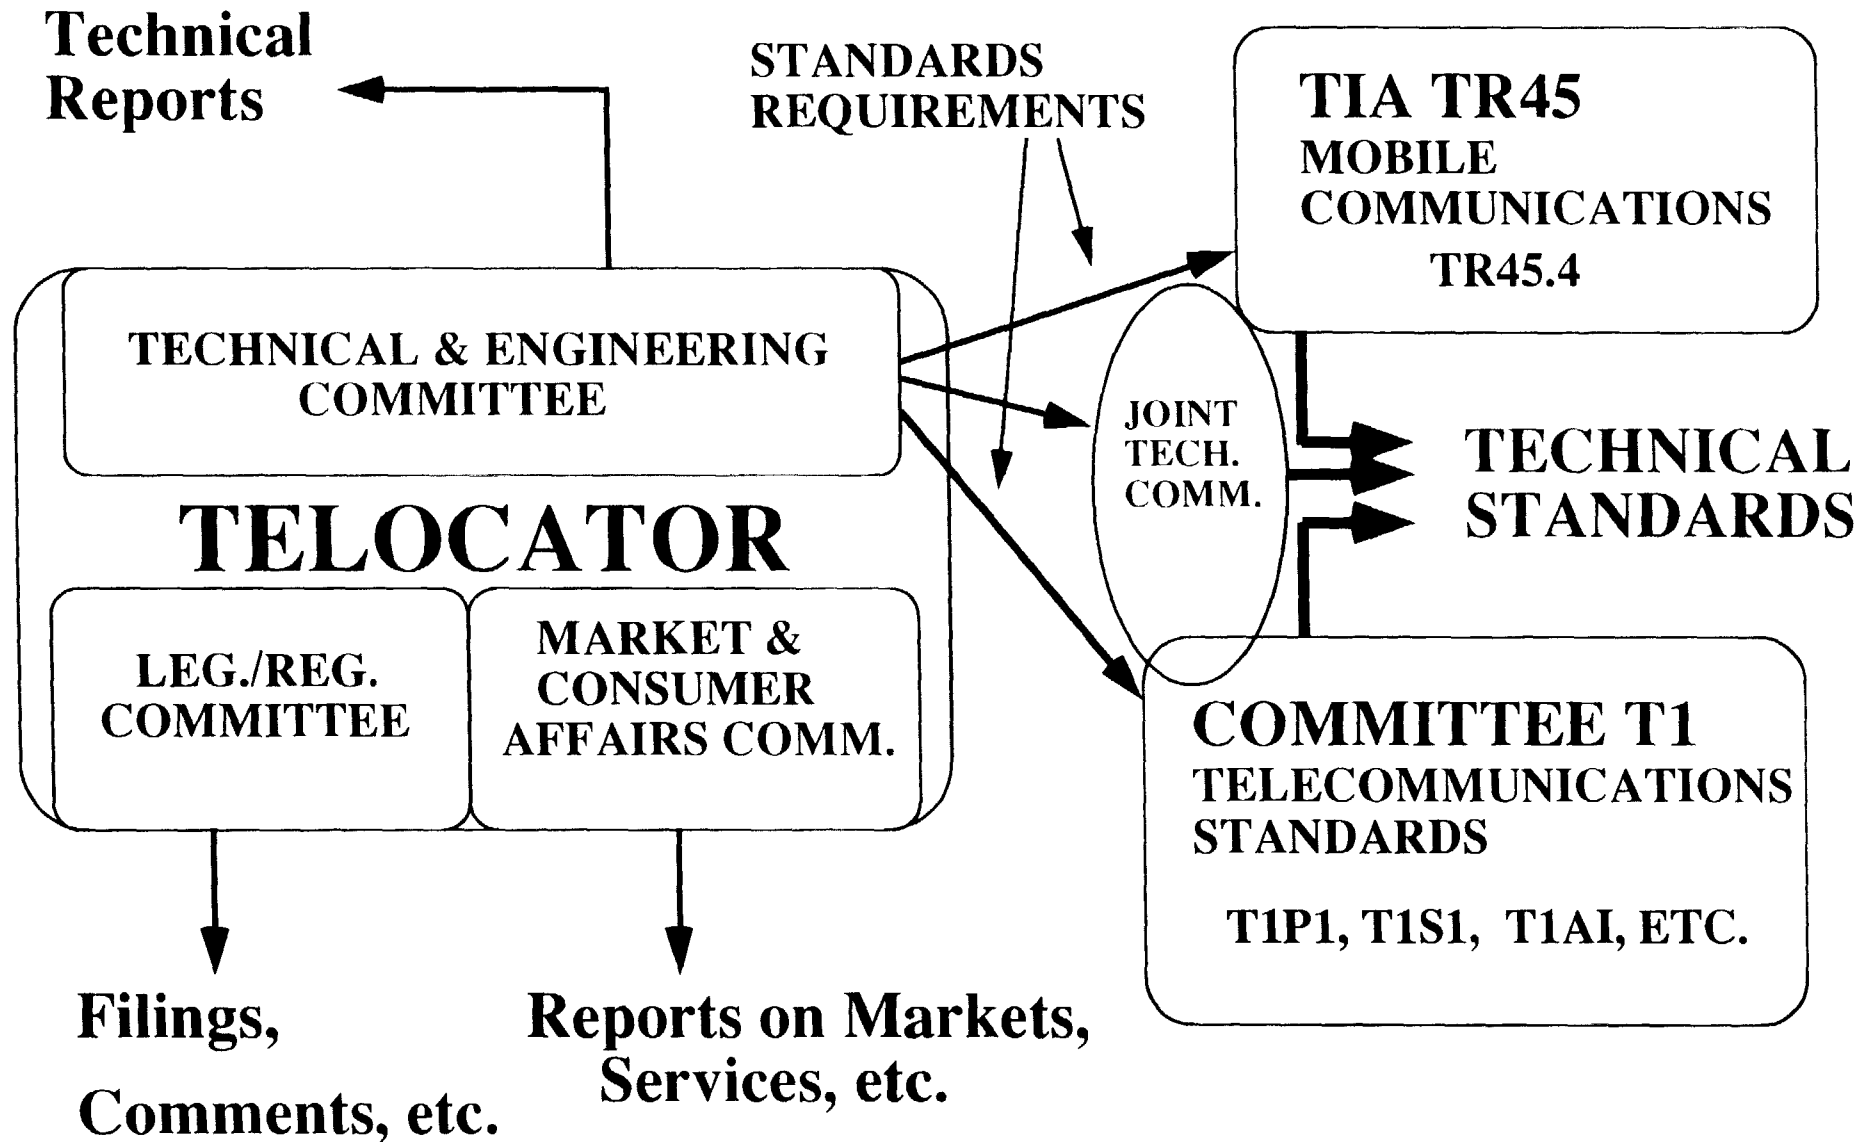 Technical
Reports
STANDARDS
REQUIREMENTS
TIA TR45
MOBILE
COMMUNICATIONS
TR45.4
TECHNICAL & ENGINEERING
COMMITTEE
JOINT
TECH.
COMM.
TECHNICAL
STANDARDS
TELOCATOR
LEG./REG.
COMMITTEE
MARKET &
CONSUMER
AFFAIRS COMM.
COMMITTEE T1
TELECOMMUNICATIONS
STANDARDS
T1P1, T1S1, T1AI, ETC.
Filings,
Comments, etc.
Reports on Markets,
Services, etc.